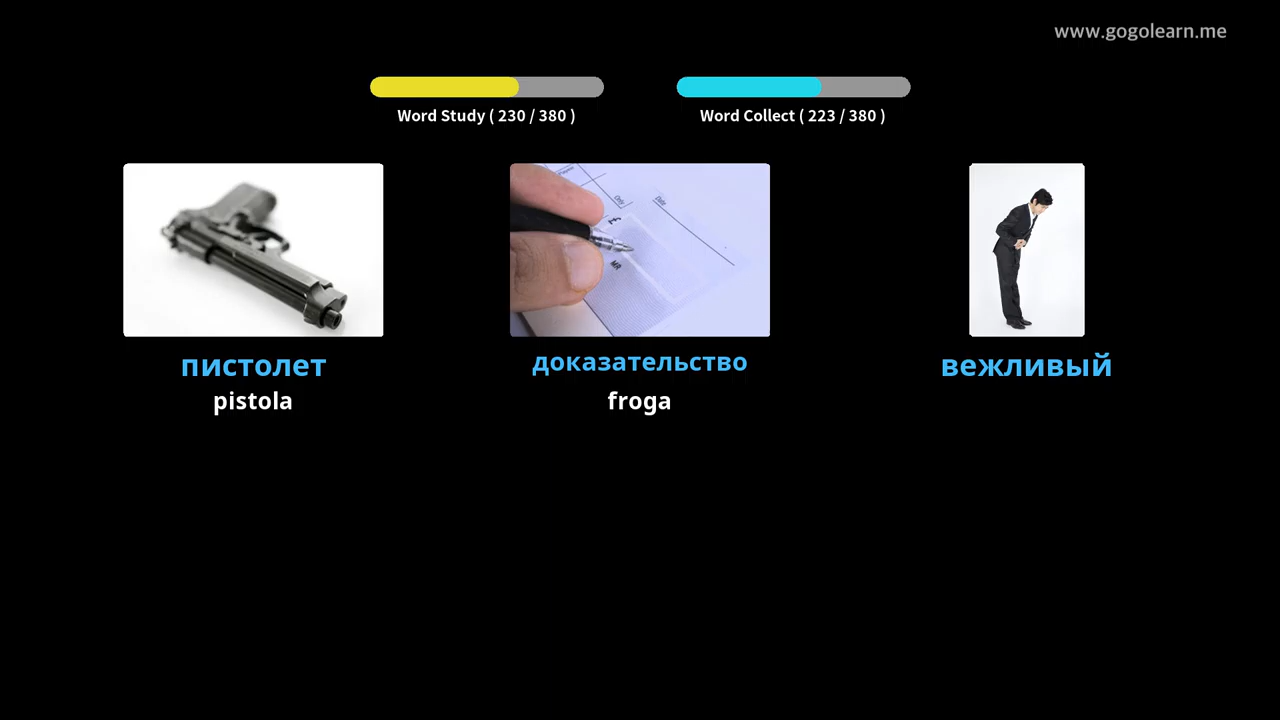 www.gogolearn.me
Word Study ( 230 / 380 )
Word Collect ( 223 / 380 )
пистолет
pistola
доказательство
froga
вежливый